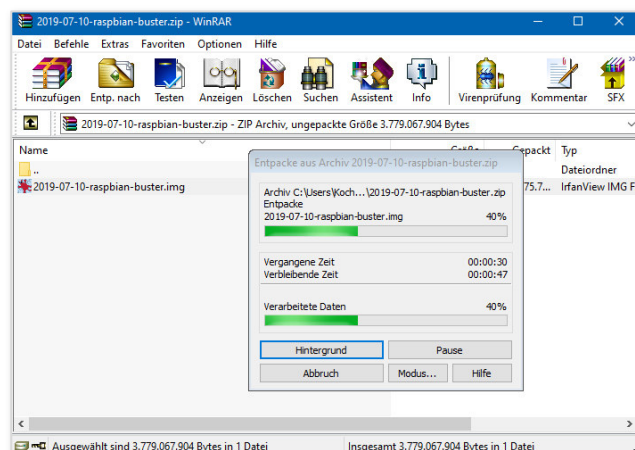 2019-07-10-raspbian-buster.zip - WinRAR
Datei Befehle Extras Favoriten Optionen Hilfe
Hinzufügen Entp. nach Testen Anzeigen Löschen Suchen Assistent Info Virenprüfung Kommentar SFX
2019-07-10-raspbian-buster.zip - ZIP Archiv, ungepackte Größe 3.779.067.904 Bytes
Name Größe Gepackt Typ
.. Dateiordner
2019-07-10-raspbian-buster.img 75.7... IrfanView IMG F
Entpacke aus Archiv 2019-07-10-raspbian-buster.zip
Archiv C:\Users\Koch...\2019-07-10-raspbian-buster.zip
Entpacke
2019-07-10-raspbian-buster.img 40%
Vergangene Zeit 00:00:30
Verbleibende Zeit 00:00:47
Verarbeitete Daten 40%
Hintergrund Pause
Abbruch Modus... Hilfe
Ausgewählt sind 3.779.067.904 Bytes in 1 Datei Insgesamt 3.779.067.904 Bytes in 1 Datei